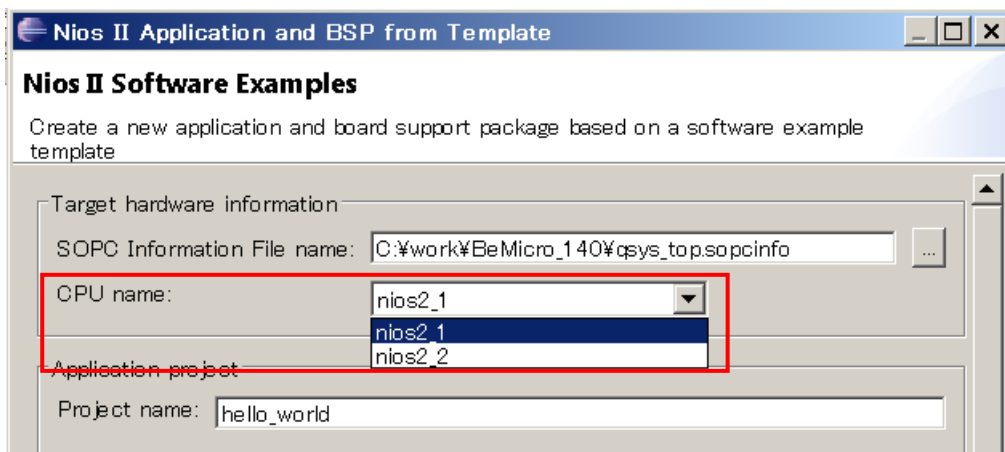 Nios II Application and BSP from Template
Nios II Software Examples
Create a new application and board support package based on a software example
template
Target hardware information
SOPC Information File name: C:¥work¥BeMicro_140¥qsys_top.sopcinfo ...
CPU name: nios2_1
nios2_1
nios2_2
Application project
Project name: hello_world